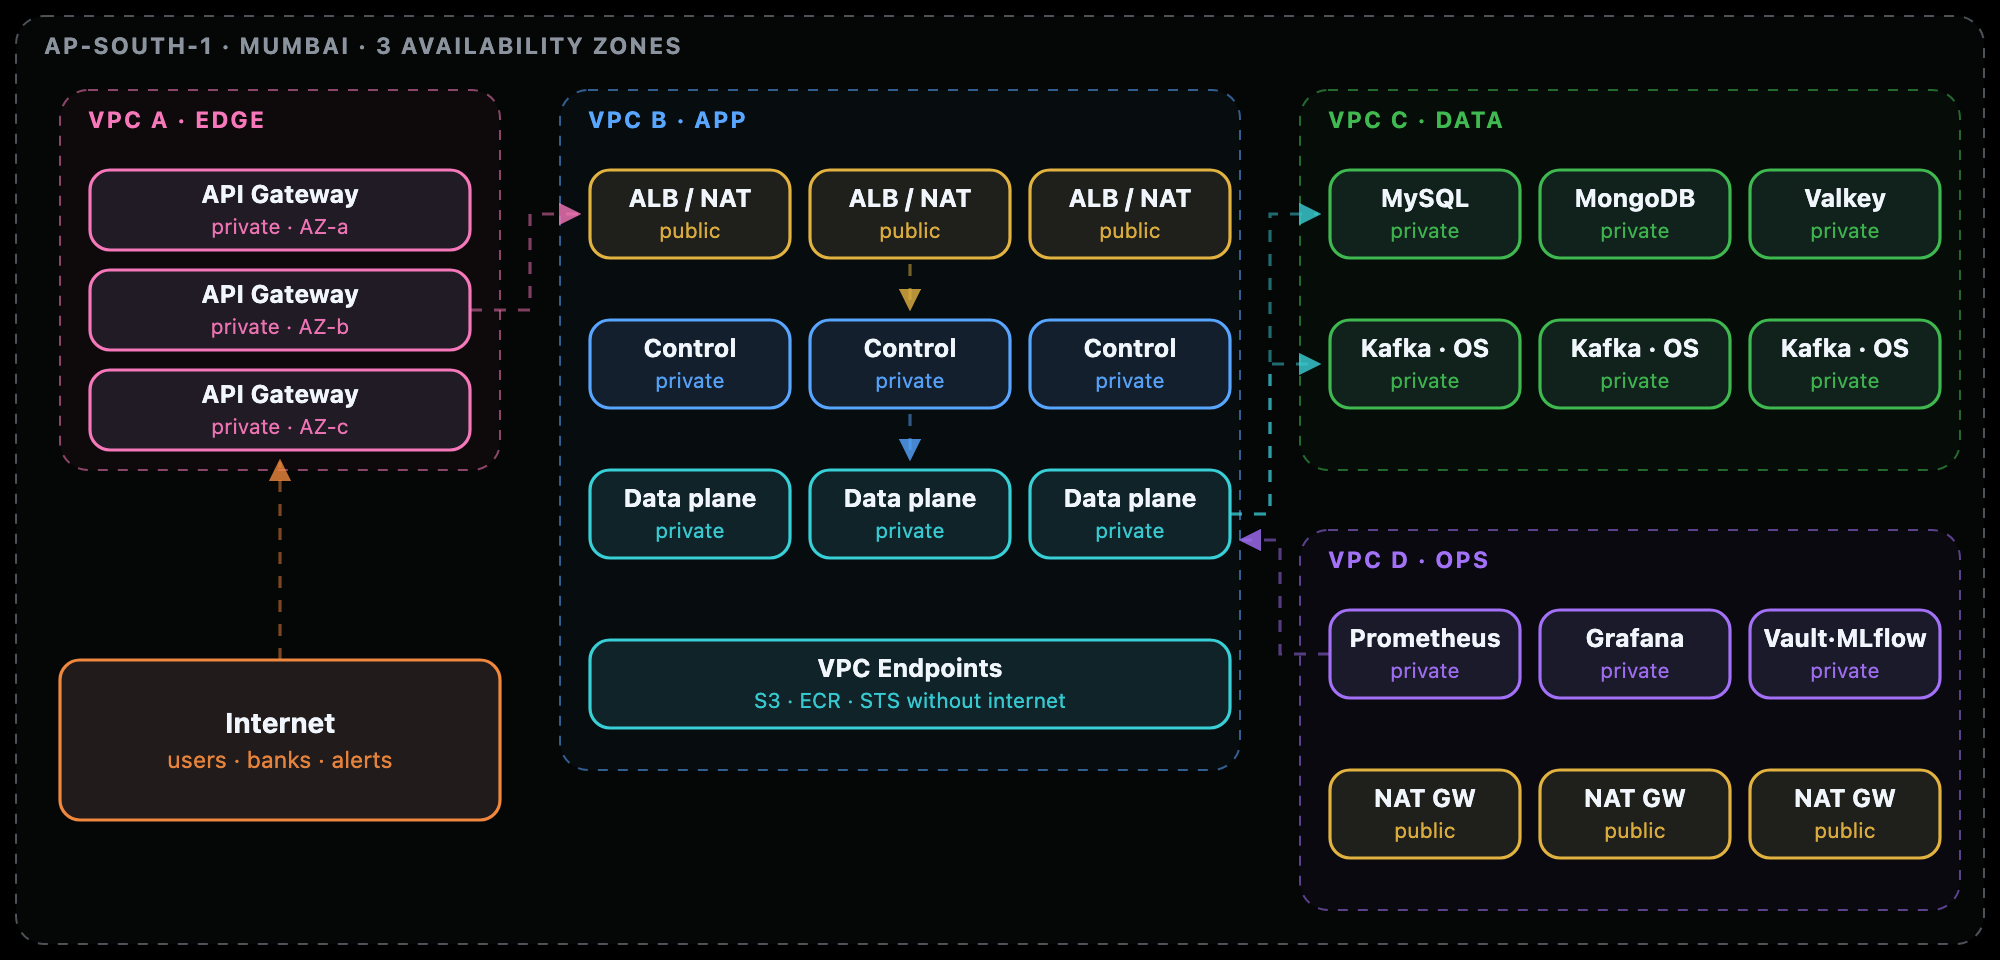 AP-SOUTH-1 · MUMBAI · 3 AVAILABILITY ZONES
VPC A · EDGE
API Gateway
private · AZ-a
API Gateway
private · AZ-b
API Gateway
private · AZ-c
Internet
users · banks · alerts
VPC B · APP
ALB / NAT
public
ALB / NAT
public
ALB / NAT
public
Control
private
Control
private
Control
private
Data plane
private
Data plane
private
Data plane
private
VPC Endpoints
S3 · ECR · STS without internet
VPC C · DATA
MySQL
private
MongoDB
private
Valkey
private
Kafka · OS
private
Kafka · OS
private
Kafka · OS
private
VPC D · OPS
Prometheus
private
Grafana
private
Vault·MLflow
private
NAT GW
public
NAT GW
public
NAT GW
public